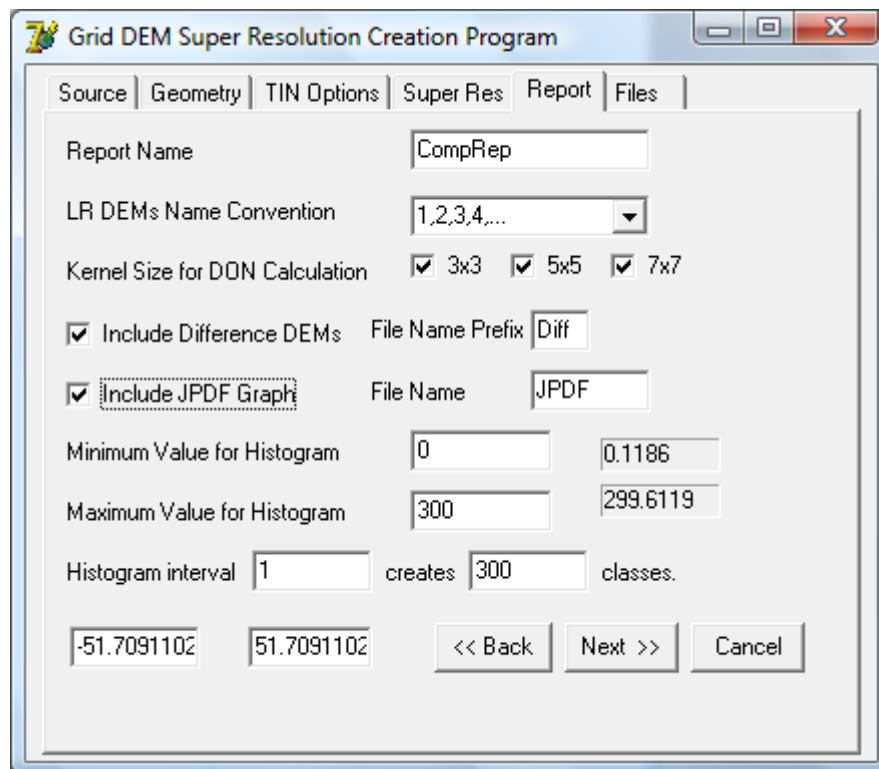 Grid DEM Super Resolution Creation Program
Source Geometry TIN Options Super Res Report Files
Report Name CompRep
LR DEMs Name Convention 1,2,3,4,...
Kernel Size for DON Calculation 3x3 5x5 7x7
Include Difference DEMs File Name Prefix Diff
Include JPDF Graph File Name JPDF
Minimum Value for Histogram 0 0.1186
Maximum Value for Histogram 300 299.6119
Histogram interval 1 creates 300 classes.
-51.7091102 51.7091102 << Back Next >> Cancel